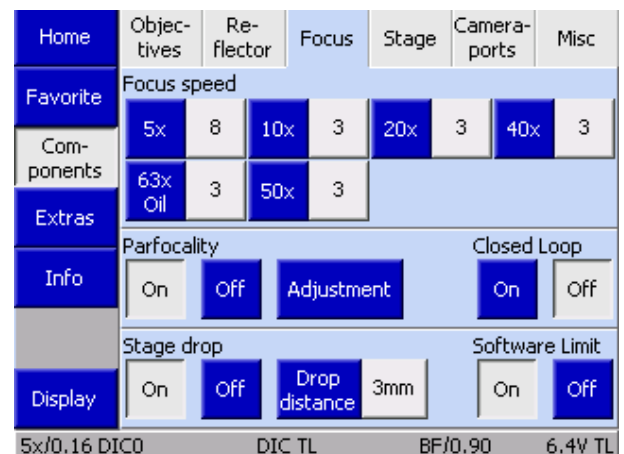 Home
Favorite
Com-
ponents
Extras
Info
Display
Objec-
tives
Re-
flector
Focus
Stage
Camera-
ports
Misc
Focus speed
5x 8 10x 3 20x 3 40x 3
63x
Oil
3 50x 3
Parfocality Closed Loop
On Off Adjustment On Off
Stage drop Software Limit
On Off Drop
distance
3mm On Off
5x/0.16 DIC0 DIC TL BF/0.90 6.4V TL